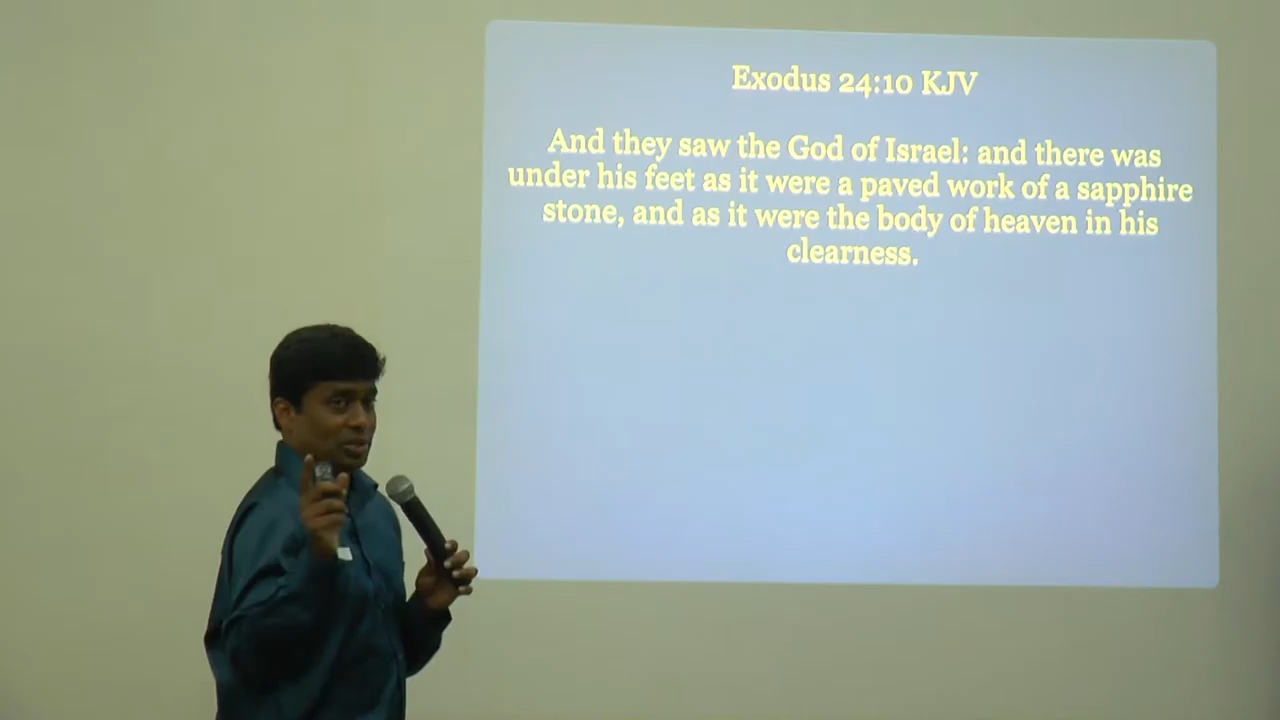 Exodus 24:10 KJV
And they saw the God of Israel: and there was
under his feet as it were a paved work of a sapphire
stone, and as it were the body of heaven in his
clearness.